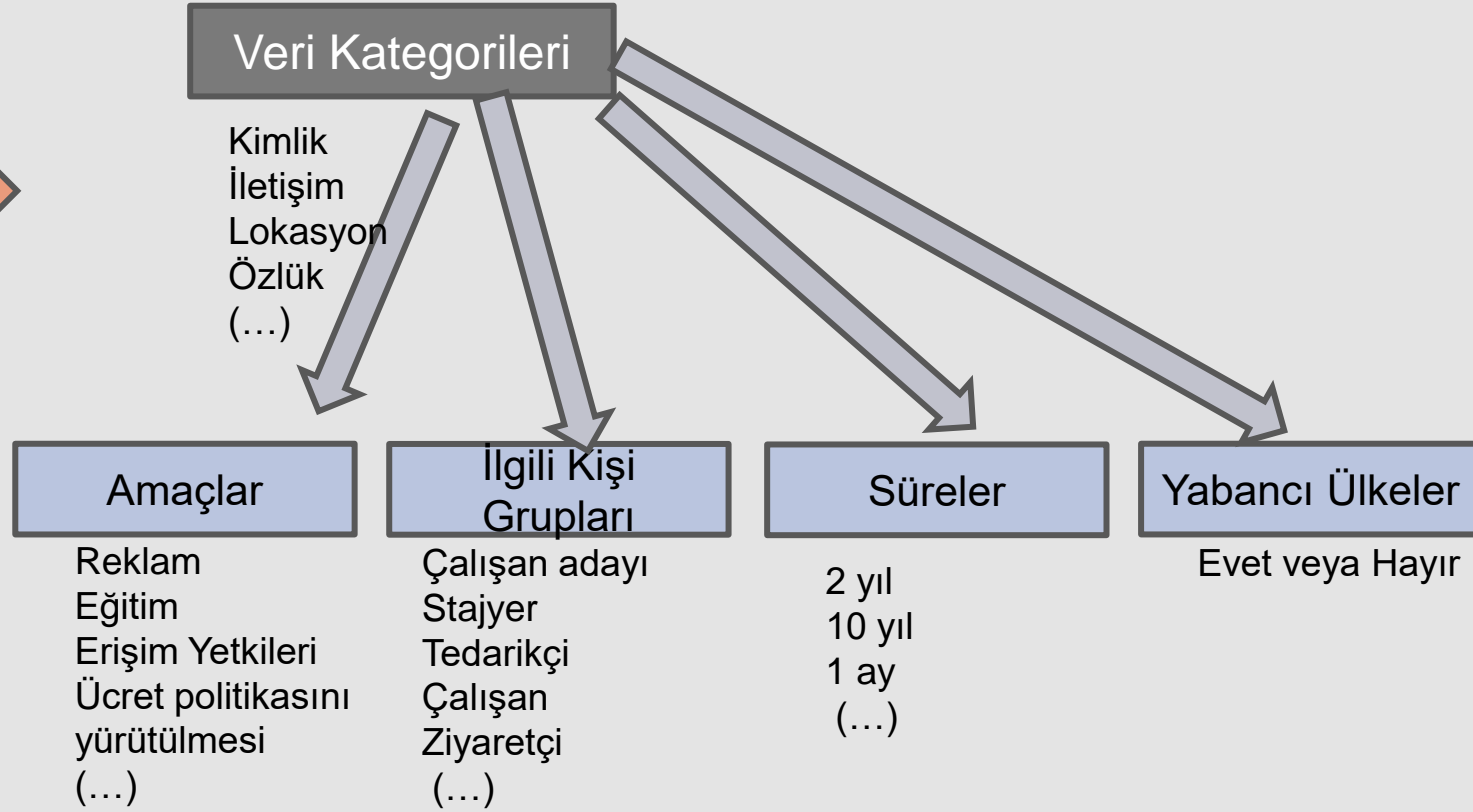 Veri Kategorileri
Kimlik
İletişim
Lokasyon
Özlük
(…)
Amaçlar
Reklam
Eğitim
Erişim Yetkileri
Ücret politikasını
yürütülmesi
(…)
İlgili Kişi
Grupları
Çalışan adayı
Stajyer
Tedarikçi
Çalışan
Ziyaretçi
(…)
Süreler
2 yıl
10 yıl
1 ay
(…)
Yabancı Ülkeler
Evet veya Hayır